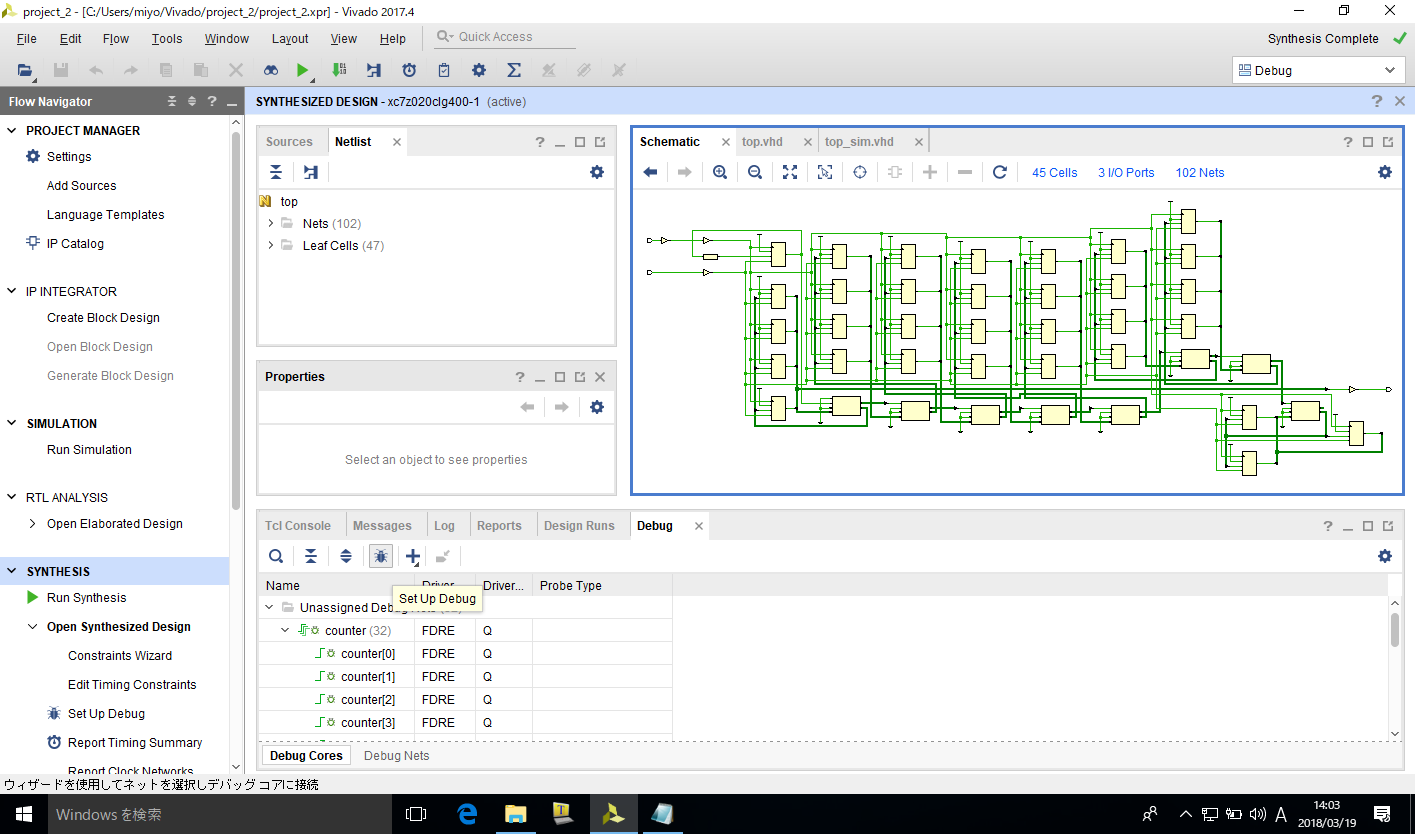 project_2 - [C:/Users/miyo/Vivado/project_2/project_2.xpr] - Vivado 2017.4
File Edit Flow Tools Window Layout View Help Quick Access Synthesis Complete
Debug
Flow Navigator
SYNTHESIZED DESIGN - xc7z020clg400-1 (active)
PROJECT MANAGER
Settings
Add Sources
Language Templates
IP Catalog
IP INTEGRATOR
Create Block Design
Open Block Design
Generate Block Design
SIMULATION
Run Simulation
RTL ANALYSIS
Open Elaborated Design
SYNTHESIS
Run Synthesis
Open Synthesized Design
Constraints Wizard
Edit Timing Constraints
Set Up Debug
Report Timing Summary
Report Clock Networks
Sources Netlist
top
Nets (102)
Leaf Cells (47)
Properties
Select an object to see properties
Schematic top.vhd top_sim.vhd
45 Cells 3 I/O Ports 102 Nets
Tcl Console Messages Log Reports Design Runs Debug
Name Driver Driver... Probe Type
Set Up Debug
Unassigned Debug
counter (32) FDRE Q
counter[0] FDRE Q
counter[1] FDRE Q
counter[2] FDRE Q
counter[3] FDRE Q
Debug Cores Debug Nets
ウィザードを使用してネットを選択しデバッグ コアに接続
Windows を検索
A
14:03
2018/03/19